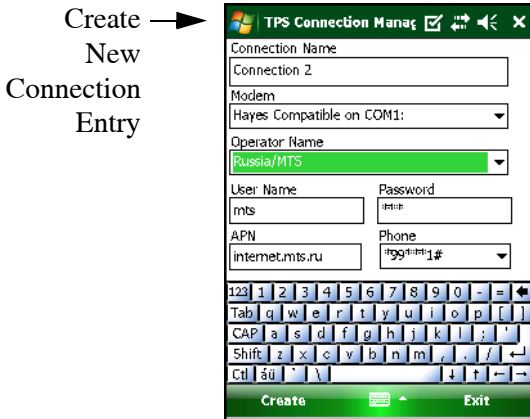 Create
New
Connection
Entry
TPS Connection Manag
Connection Name
Connection 2
Modem
Hayes Compatible on COM1:
Operator Name
Russia/MTS
User Name Password
mts ***
APN Phone
internet.mts.ru *99***1#
123 1 2 3 4 5 6 7 8 9 0 - =
Tab q w e r t y u i o p [ ]
CAP a s d f g h j k l ; '
Shift z x c v b n m , . /
Ctl áü ` \
Create Exit